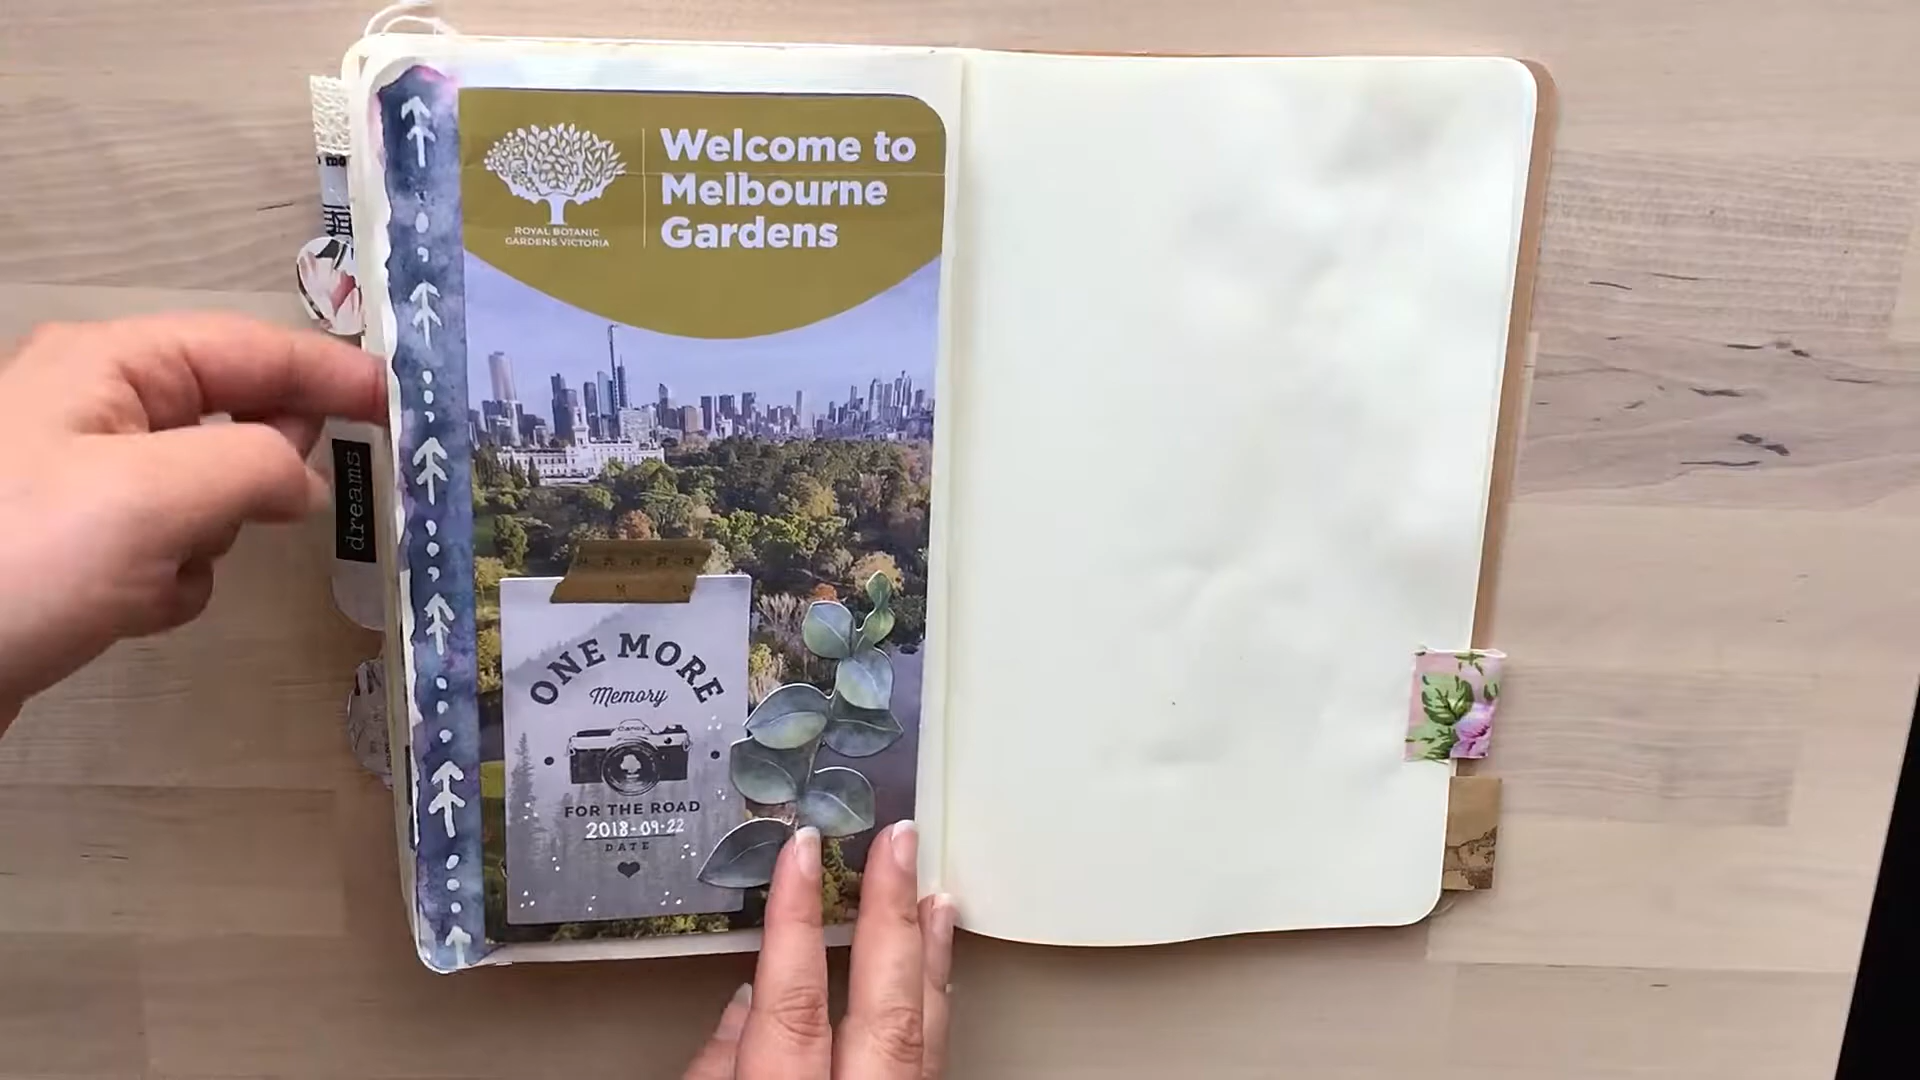 Welcome to
Melbourne
Gardens
ROYAL BOTANIC
GARDENS VICTORIA
dreams
ONE MORE
Memory
Canon
FOR THE ROAD
2018-09-22
DATE